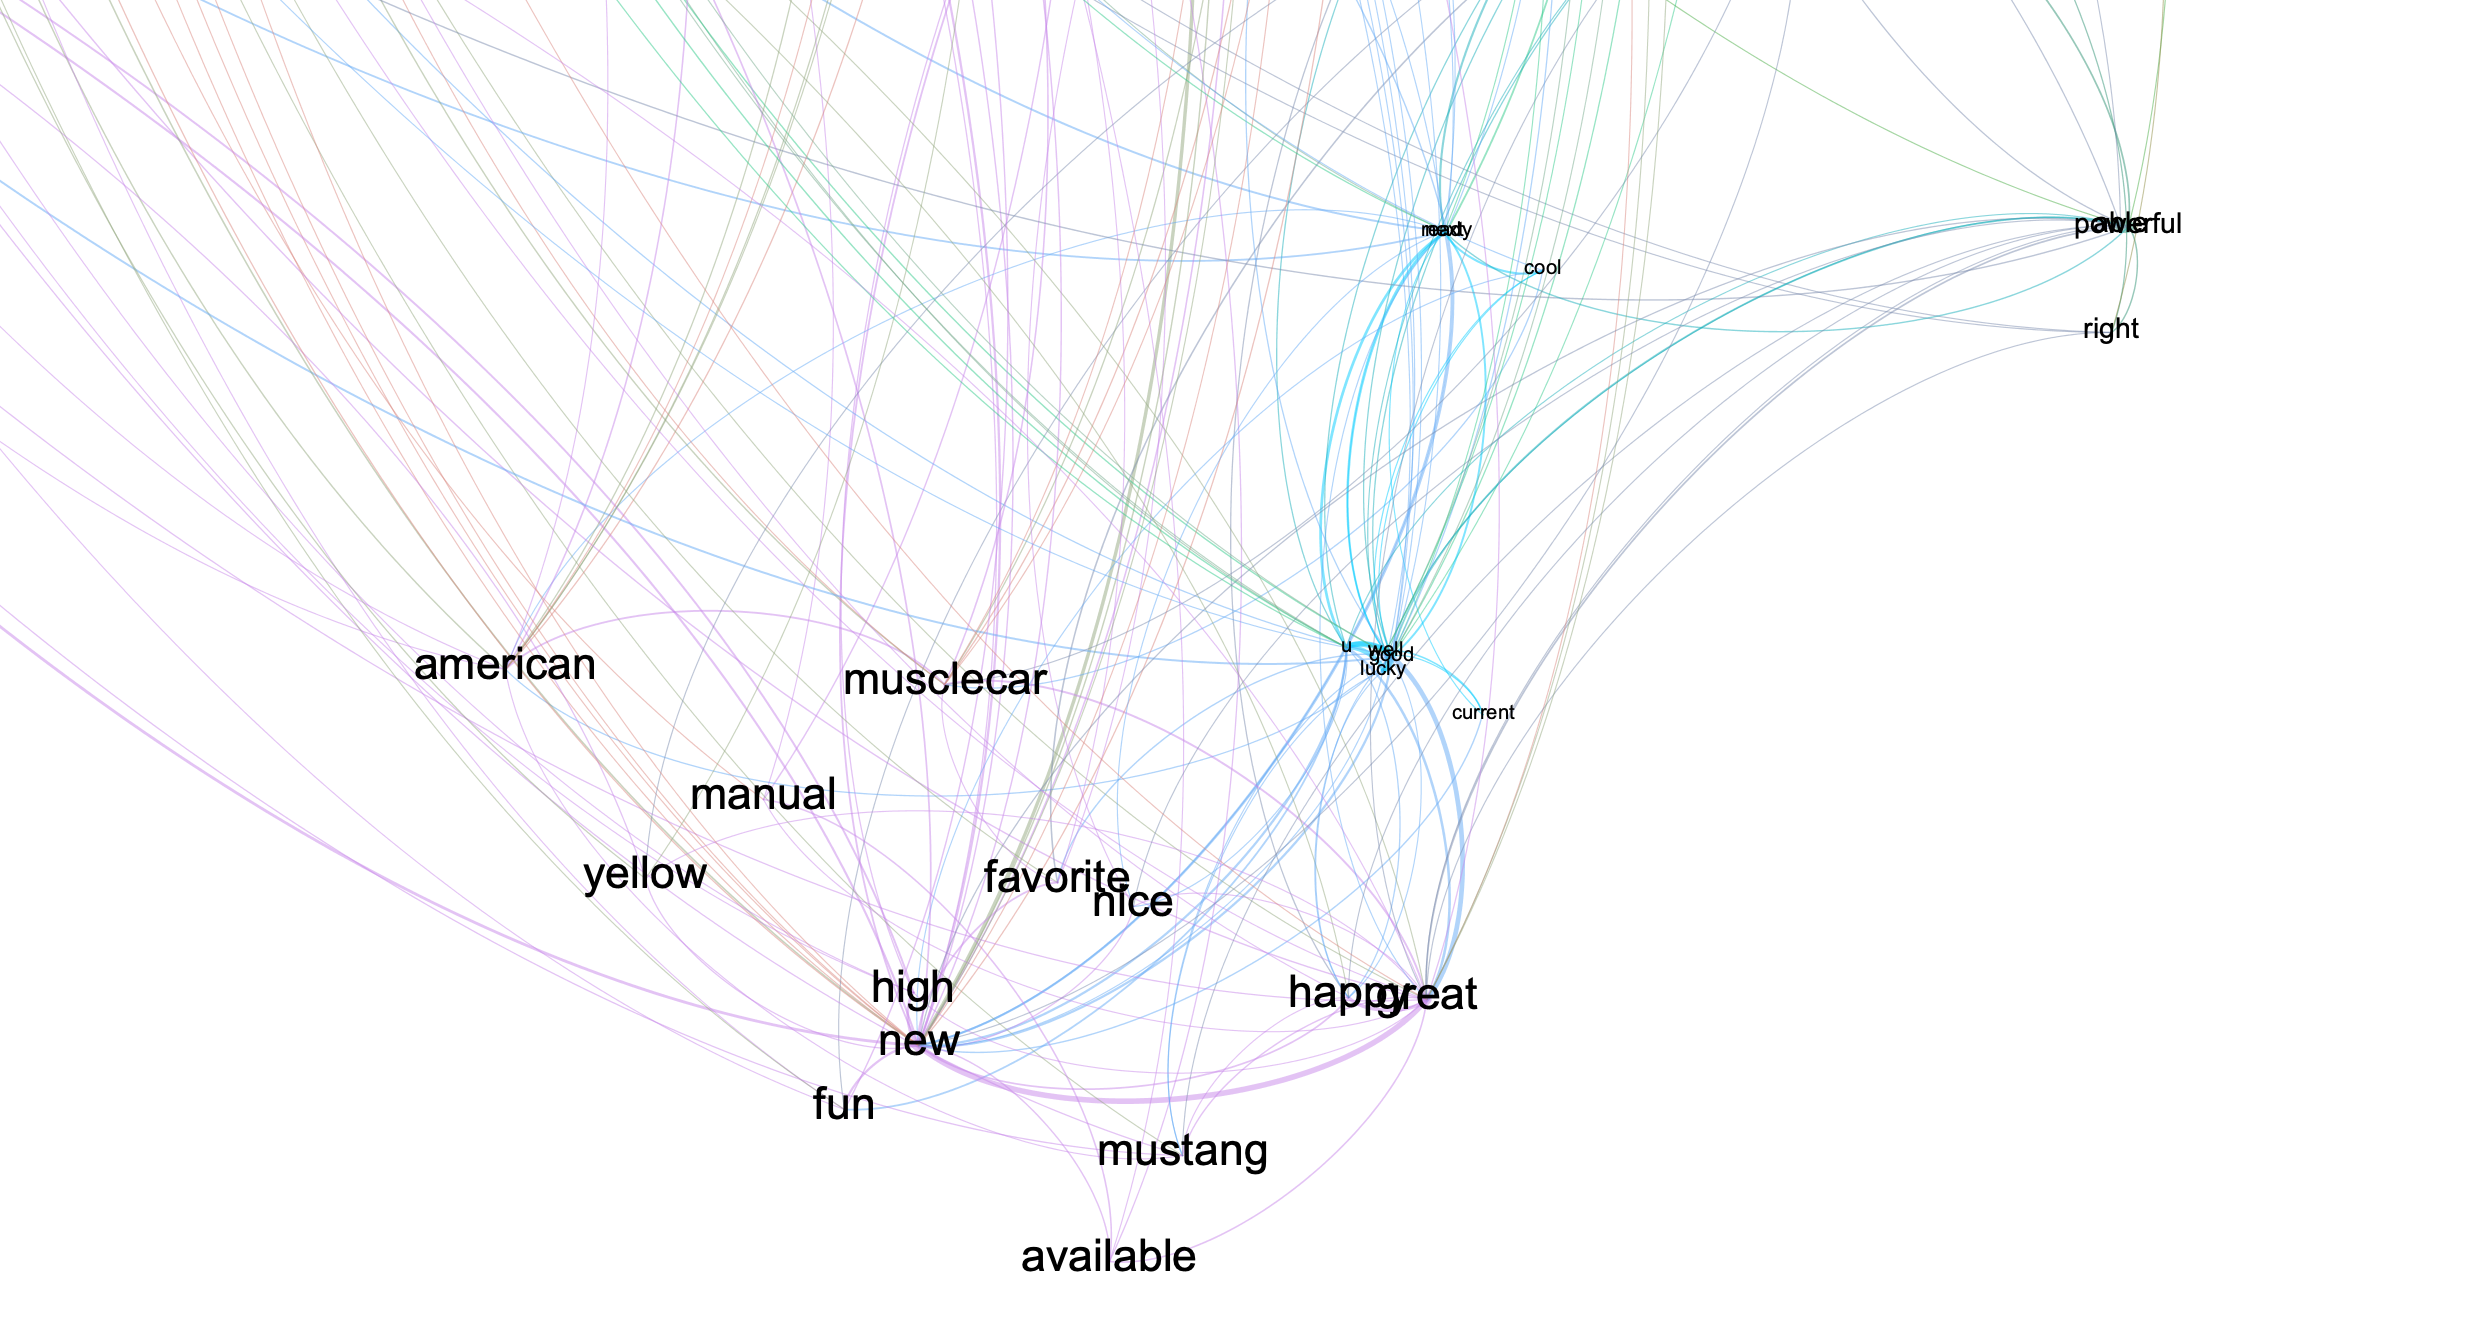 next
ready
cool
powerful
able
right
u
well
good
lucky
current
american
musclecar
manual
yellow
favorite
nice
high
happy
great
new
fun
mustang
available